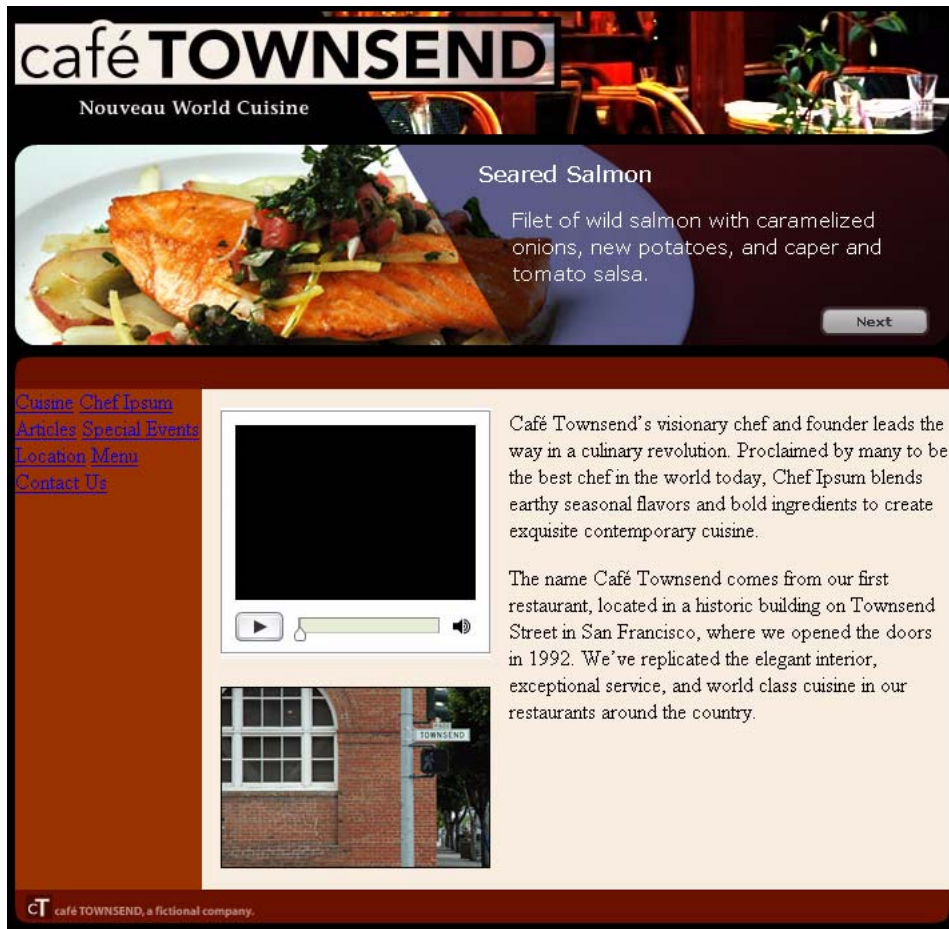 café TOWNSEND
Nouveau World Cuisine
Seared Salmon
Filet of wild salmon with caramelized
onions, new potatoes, and caper and
tomato salsa.
Next
Cuisine Chef Ipsum
Articles Special Events
Location Menu
Contact Us
Café Townsend’s visionary chef and founder leads the
way in a culinary revolution. Proclaimed by many to be
the best chef in the world today, Chef Ipsum blends
earthy seasonal flavors and bold ingredients to create
exquisite contemporary cuisine.
The name Café Townsend comes from our first
restaurant, located in a historic building on Townsend
Street in San Francisco, where we opened the doors
in 1992. We’ve replicated the elegant interior,
exceptional service, and world class cuisine in our
restaurants around the country.
TOWNSEND
cT café TOWNSEND, a fictional company.